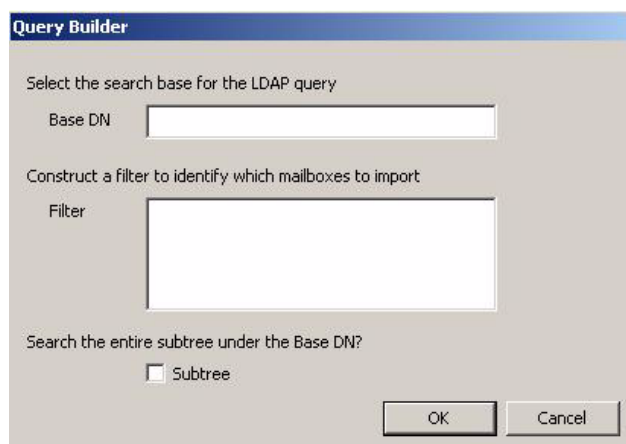 Query Builder
Select the search base for the LDAP query
Base DN
Construct a filter to identify which mailboxes to import
Filter
Search the entire subtree under the Base DN?
Subtree
OK Cancel